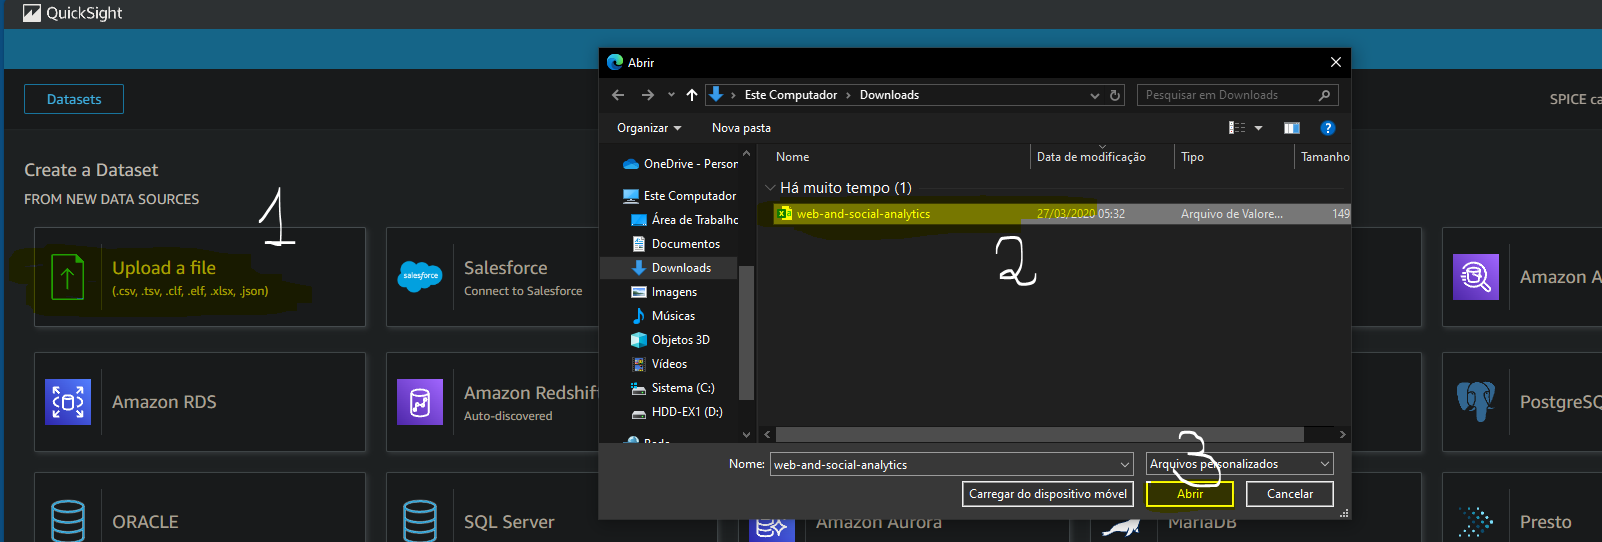 QuickSight
Datasets
SPICE ca
Create a Dataset
FROM NEW DATA SOURCES
1
Upload a file
(.csv, .tsv, .clf, .elf, .xlsx, .json)
Salesforce
Connect to Salesforce
salesforce
Amazon A
Amazon RDS
Amazon Redshift
Auto-discovered
PostgreSQ
ORACLE
SQL Server
Amazon Aurora
MariaDB
Presto
Abrir
Este Computador > Downloads
Pesquisar em Downloads
Organizar
Nova pasta
?
OneDrive - Person
Este Computador
Área de Trabalho
Documentos
Downloads
Imagens
Músicas
Objetos 3D
Vídeos
Sistema (C:)
HDD-EX1 (D:)
Nome Data de modificação Tipo Tamanho
Há muito tempo (1)
web-and-social-analytics 27/03/2020 05:32 Arquivo de Valore... 149
2
3
Nome: web-and-social-analytics
Arquivos personalizados
Carregar do dispositivo móvel
Abrir
Cancelar